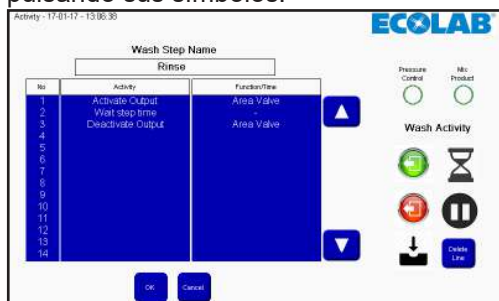 pulsando sus símbolos.
Activity - 17-01-17 - 13:06:38
ECOLAB
Wash Step Name
Rinse
Pressure Control
Mix Product
No Activity Function/Time
1 Activate Output Area Valve
2 Wait step time -
3 Deactivate Output Area Valve
4
5
6
7
8
9
10
11
12
13
14
Wash Activity
Delete Line
OK Cancel